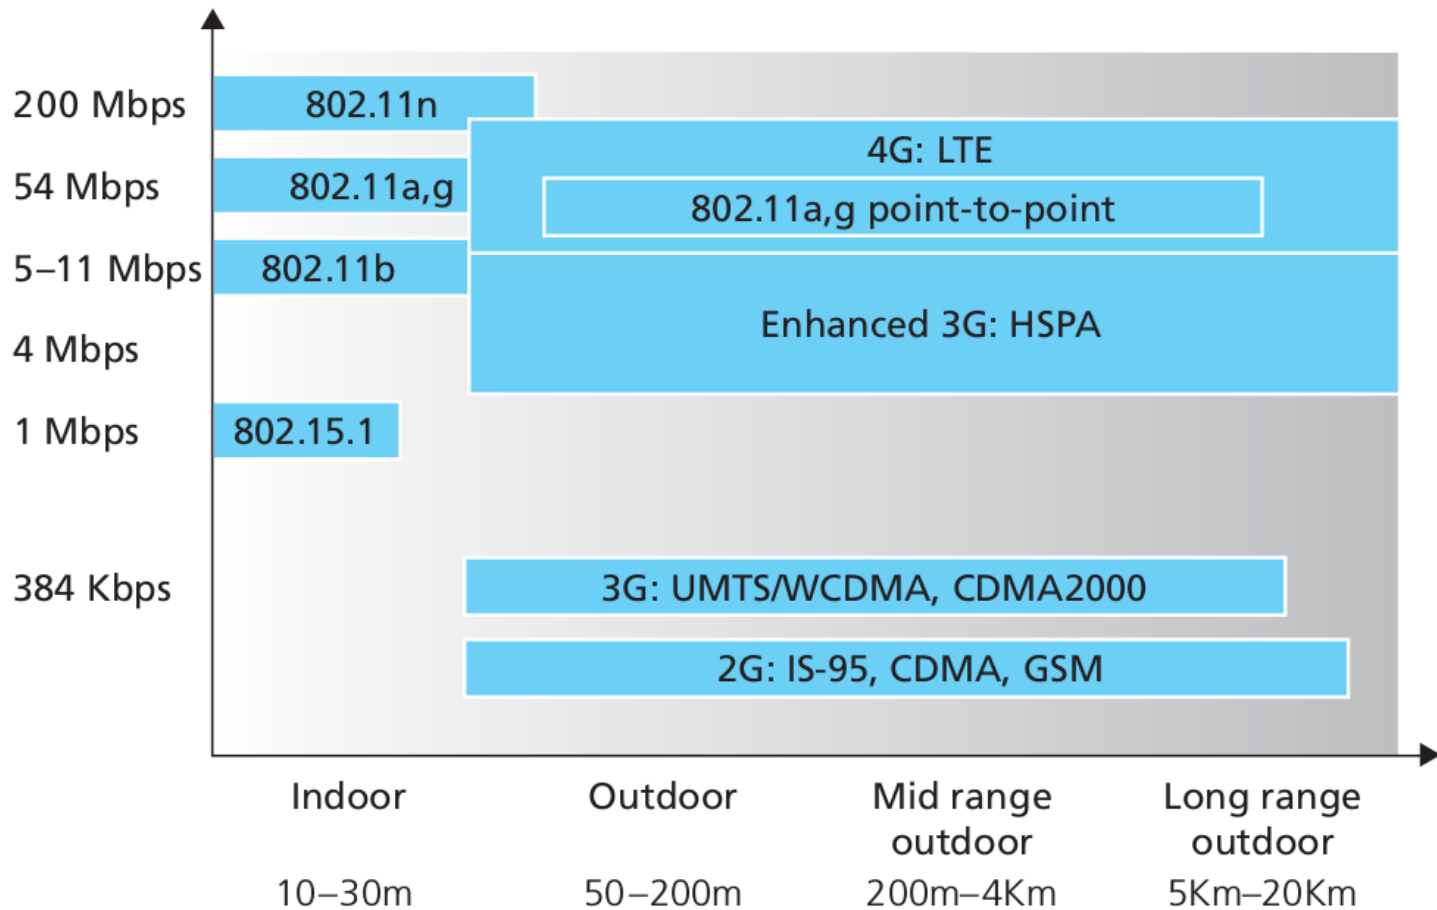 200 Mbps
802.11n
4G: LTE
54 Mbps
802.11a,g
802.11a,g point-to-point
5–11 Mbps
802.11b
Enhanced 3G: HSPA
4 Mbps
1 Mbps
802.15.1
384 Kbps
3G: UMTS/WCDMA, CDMA2000
2G: IS-95, CDMA, GSM
Indoor
Outdoor
Mid range
outdoor
Long range
outdoor
10–30m
50–200m
200m–4Km
5Km–20Km